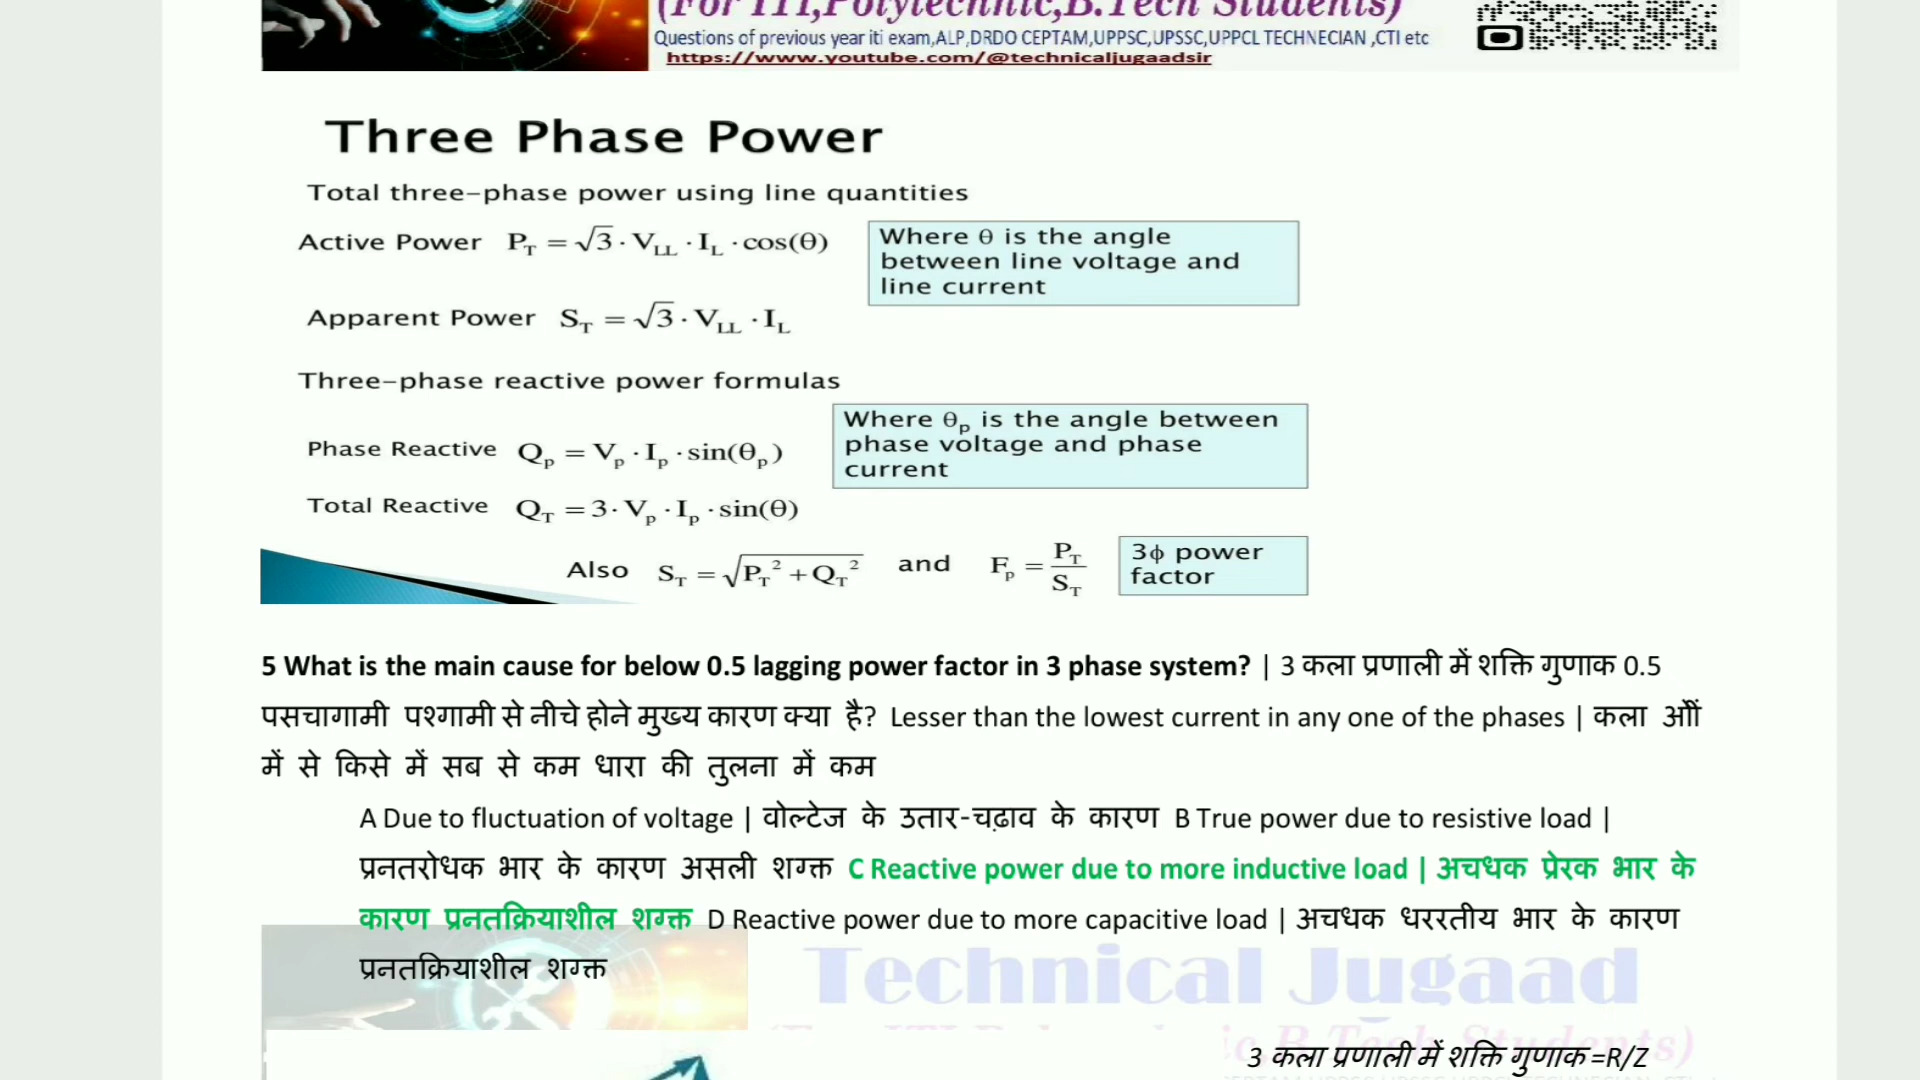 (For ITI,Polytechnic,B.Tech Students)
Questions of previous year iti exam,ALP,DRDO CEPTAM,UPPSC,UPSSC,UPPCL TECHNECIAN ,CTI etc
https://www.youtube.com/@technicaljugaadsir
Three Phase Power
Total three-phase power using line quantities
Active Power P_T = √3 · V_LL · I_L · cos(θ)
Where θ is the angle
between line voltage and
line current
Apparent Power S_T = √3 · V_LL · I_L
Three-phase reactive power formulas
Where θ_p is the angle between
phase voltage and phase
current
Phase Reactive Q_p = V_p · I_p · sin(θ_p)
Total Reactive Q_T = 3 · V_p · I_p · sin(θ)
Also S_T = √(P_T² + Q_T²) and F_p = P_T / S_T
3ϕ power
factor
5 What is the main cause for below 0.5 lagging power factor in 3 phase system? | 3 कला प्रणाली में शक्ति गुणाक 0.5
पसचागामी पश्गामी से नीचे होने मुख्य कारण क्या है? Lesser than the lowest current in any one of the phases | कला ओं
में से किसे में सब से कम धारा की तुलना में कम
A Due to fluctuation of voltage | वोल्टेज के उतार-चढ़ाव के कारण B True power due to resistive load |
प्रनतरोधक भार के कारण असली शग्क्त C Reactive power due to more inductive load | अचधक प्रेरक भार के
कारण प्रनतक्रियाशील शग्क्त D Reactive power due to more capacitive load | अचधक धररतीय भार के कारण
प्रनतक्रियाशील शग्क्त
Technical Jugaad
3 कला प्रणाली में शक्ति गुणाक=R/Z